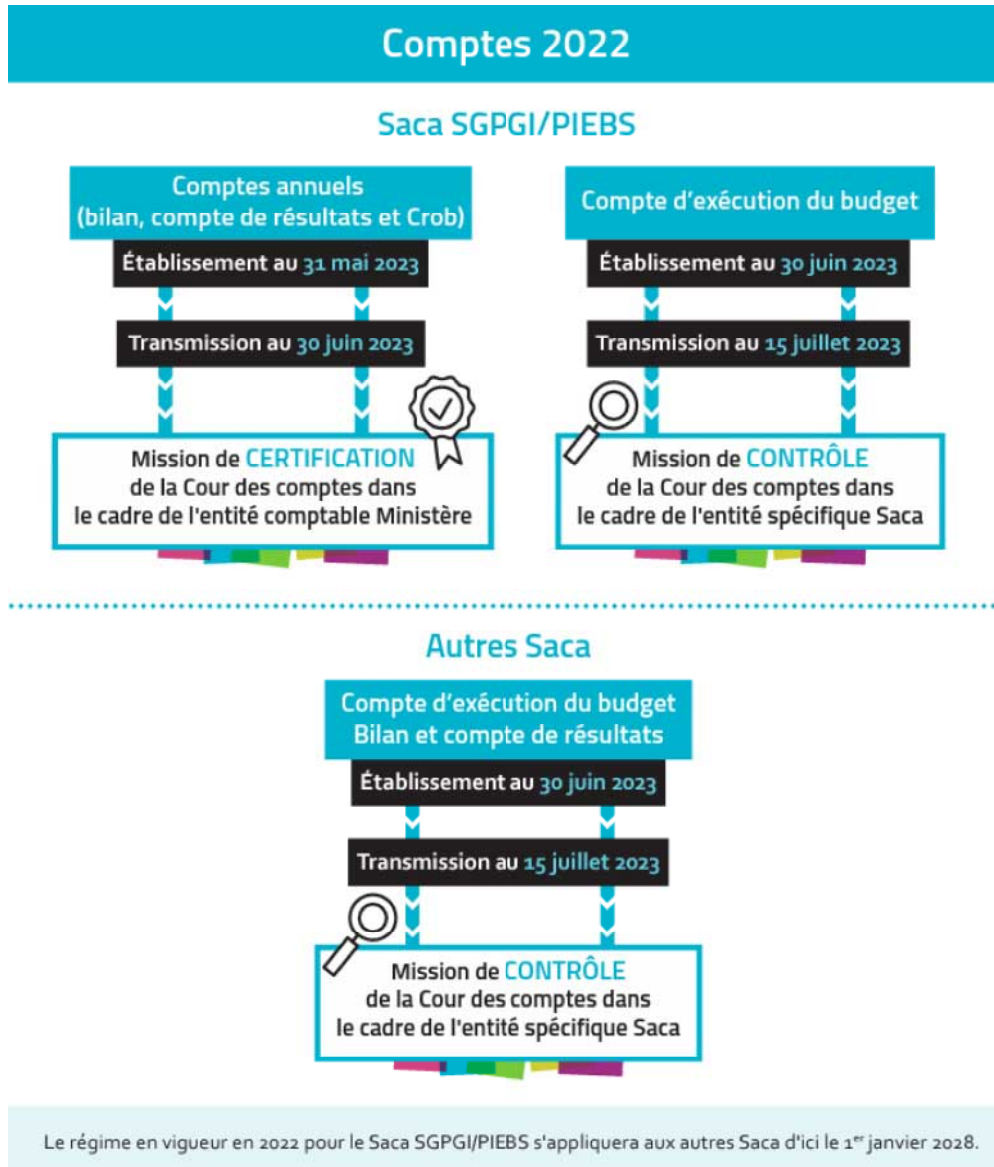 Comptes 2022
Saca SGPGI/PIEBS
Comptes annuels
(bilan, compte de résultats et Crob)
Établissement au 31 mai 2023
Transmission au 30 juin 2023
Mission de CERTIFICATION
de la Cour des comptes dans
le cadre de l'entité comptable Ministère
Compte d'exécution du budget
Établissement au 30 juin 2023
Transmission au 15 juillet 2023
Mission de CONTRÔLE
de la Cour des comptes dans
le cadre de l'entité spécifique Saca
Autres Saca
Compte d'exécution du budget
Bilan et compte de résultats
Établissement au 30 juin 2023
Transmission au 15 juillet 2023
Mission de CONTRÔLE
de la Cour des comptes dans
le cadre de l'entité spécifique Saca
Le régime en vigueur en 2022 pour le Saca SGPGI/PIEBS s'appliquera aux autres Saca d'ici le 1er janvier 2028.